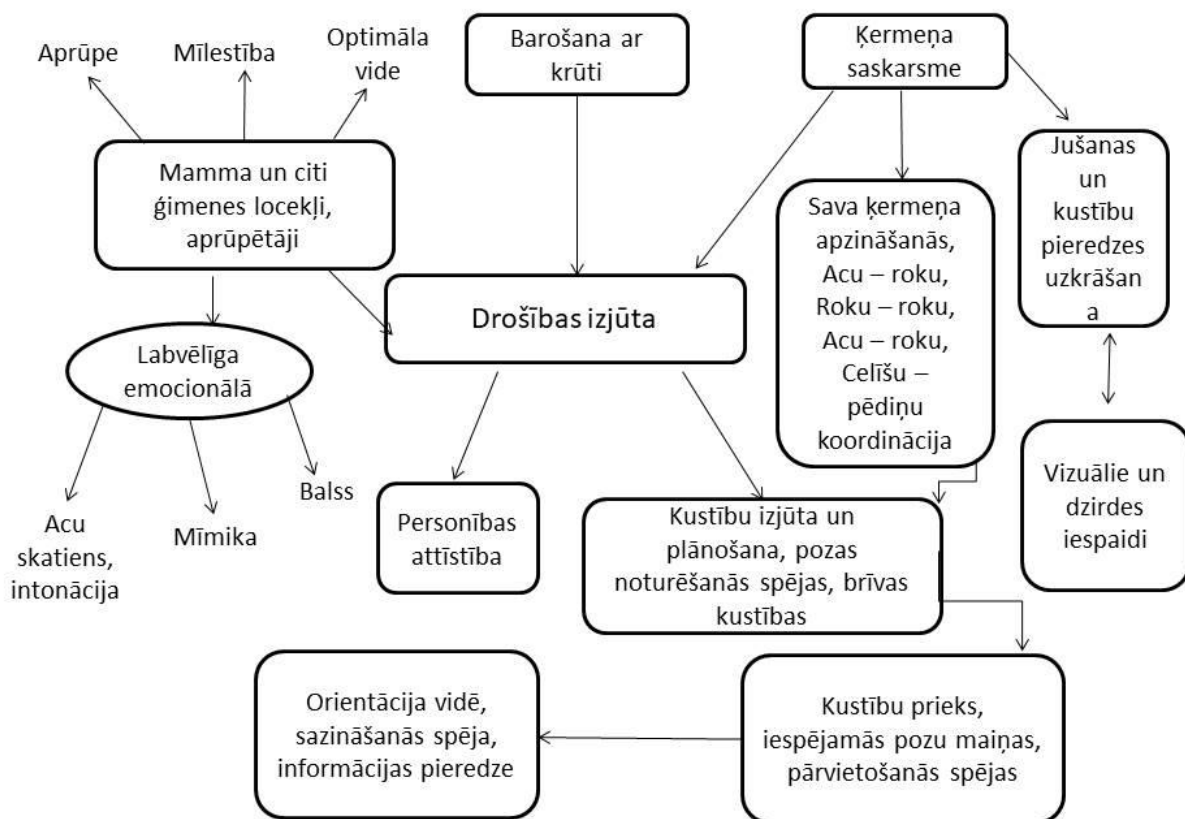 Aprūpe
Mīlestība
Optimāla
vide
Barošana ar
krūti
Ķermeņa
saskarsme
Mamma un citi
ģimenes locekļi,
aprūpētāji
Jušanas
un
kustību
pieredzes
uzkrāšan
a
Sava ķermeņa
apzināšanās,
Acu – roku,
Roku – roku,
Acu – roku,
Celīšu –
pēdiņu
koordinācija
Drošības izjūta
Labvēlīga
emocionālā
Acu
skatiens,
intonācija
Mīmika
Balss
Personības
attīstība
Kustību izjūta un
plānošana, pozas
noturēšanās spējas, brīvas
kustības
Vizuālie un
dzirdes
iespaidi
Orientācija vidē,
sazināšanās spēja,
informācijas pieredze
Kustību prieks,
iespējamās pozu maiņas,
pārvietošanās spējas